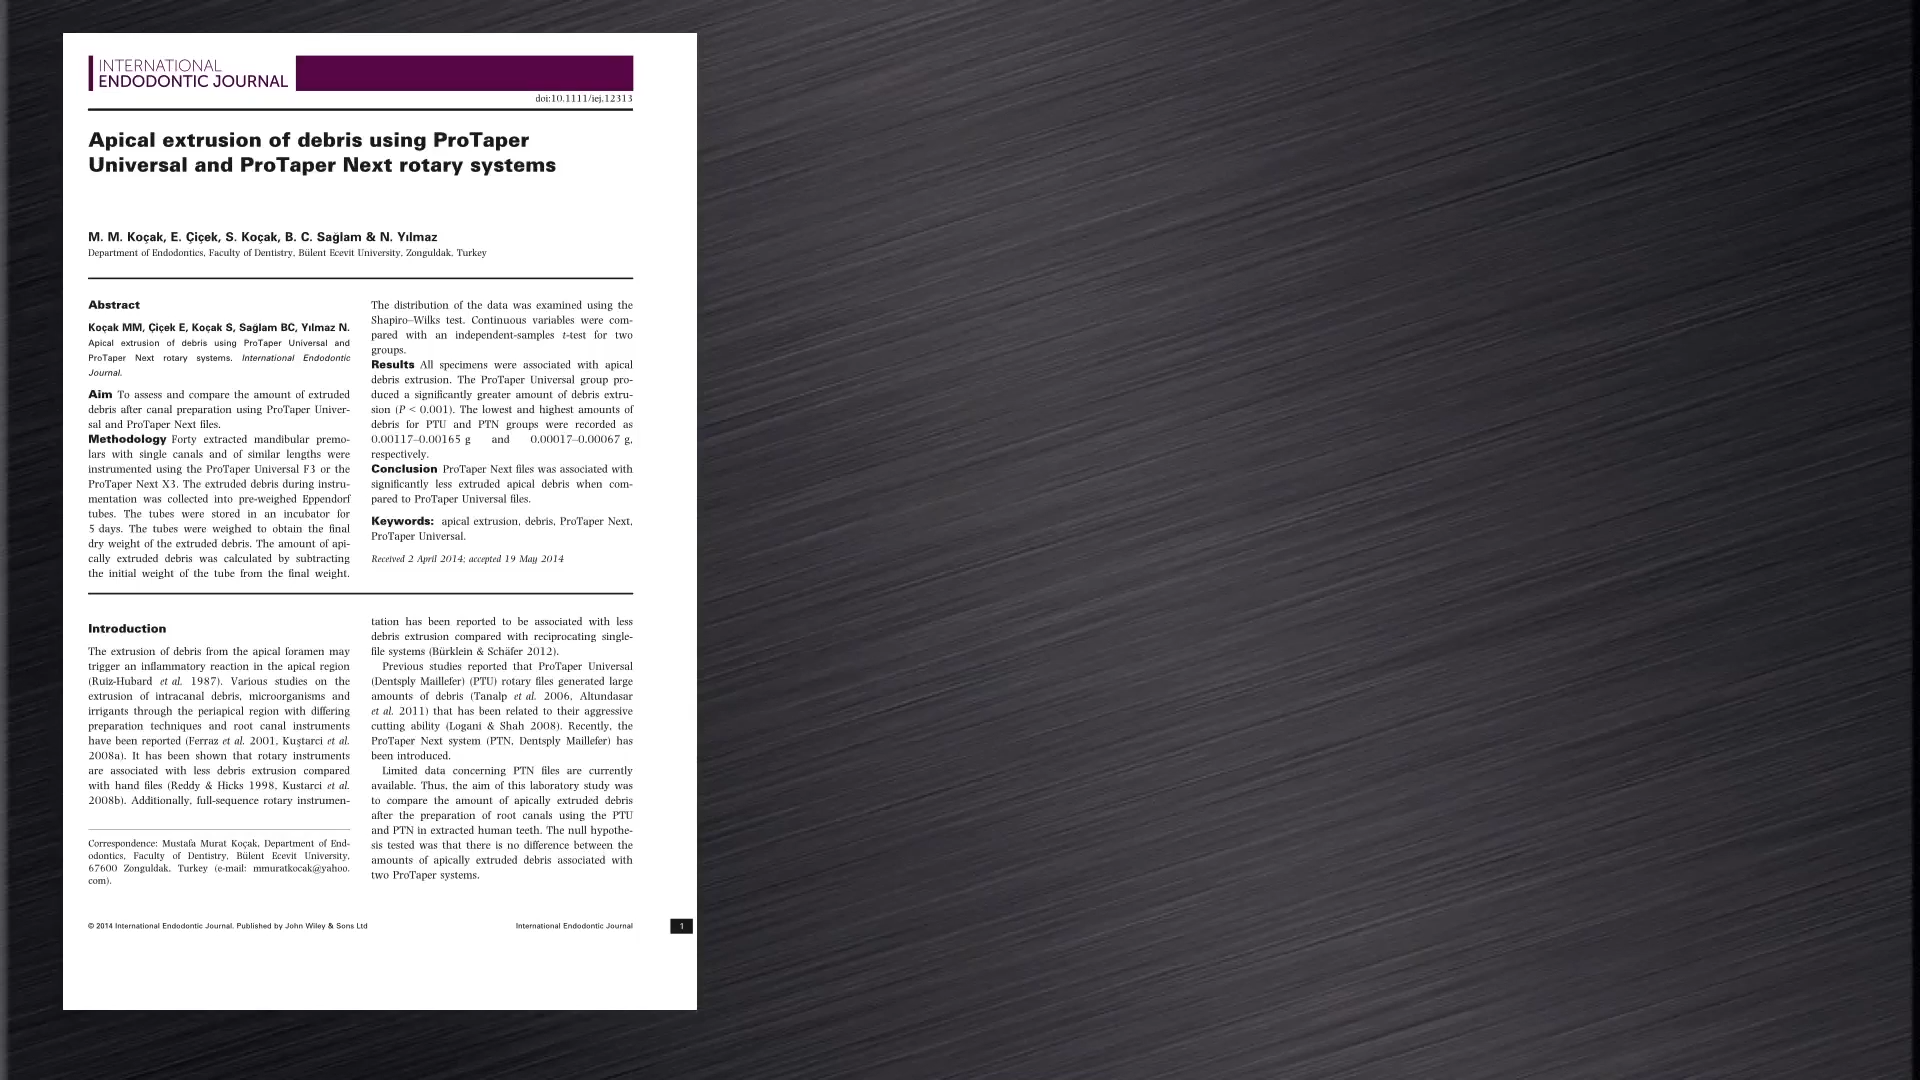 INTERNATIONAL
ENDODONTIC JOURNAL
doi:10.1111/iej.12313
Apical extrusion of debris using ProTaper
Universal and ProTaper Next rotary systems
M. M. Koçak, E. Çiçek, S. Koçak, B. C. Sağlam & N. Yılmaz
Department of Endodontics, Faculty of Dentistry, Bülent Ecevit University, Zonguldak, Turkey
Abstract
Koçak MM, Çiçek E, Koçak S, Sağlam BC, Yılmaz N.
Apical extrusion of debris using ProTaper Universal and
ProTaper Next rotary systems. International Endodontic
Journal.
Aim To assess and compare the amount of extruded
debris after canal preparation using ProTaper Univer-
sal and ProTaper Next files.
Methodology Forty extracted mandibular premo-
lars with single canals and of similar lengths were
instrumented using the ProTaper Universal F3 or the
ProTaper Next X3. The extruded debris during instru-
mentation was collected into pre-weighed Eppendorf
tubes. The tubes were stored in an incubator for
5 days. The tubes were weighed to obtain the final
dry weight of the extruded debris. The amount of api-
cally extruded debris was calculated by subtracting
the initial weight of the tube from the final weight.
The distribution of the data was examined using the
Shapiro–Wilks test. Continuous variables were com-
pared with an independent-samples t-test for two
groups.
Results All specimens were associated with apical
debris extrusion. The ProTaper Universal group pro-
duced a significantly greater amount of debris extru-
sion (P < 0.001). The lowest and highest amounts of
debris for PTU and PTN groups were recorded as
0.00117–0.00165 g and 0.00017–0.00067 g,
respectively.
Conclusion ProTaper Next files was associated with
significantly less extruded apical debris when com-
pared to ProTaper Universal files.
Keywords: apical extrusion, debris, ProTaper Next,
ProTaper Universal.
Received 2 April 2014; accepted 19 May 2014
Introduction
The extrusion of debris from the apical foramen may
trigger an inflammatory reaction in the apical region
(Ruiz-Hubard et al. 1987). Various studies on the
extrusion of intracanal debris, microorganisms and
irrigants through the periapical region with differing
preparation techniques and root canal instruments
have been reported (Ferraz et al. 2001, Kuştarci et al.
2008a). It has been shown that rotary instruments
are associated with less debris extrusion compared
with hand files (Reddy & Hicks 1998, Kustarci et al.
2008b). Additionally, full-sequence rotary instrumen-
Correspondence: Mustafa Murat Koçak, Department of End-
odontics, Faculty of Dentistry, Bülent Ecevit University,
67600 Zonguldak, Turkey (e-mail: mmuratkocak@yahoo.
com).
tation has been reported to be associated with less
debris extrusion compared with reciprocating single-
file systems (Bürklein & Schäfer 2012).
Previous studies reported that ProTaper Universal
(Dentsply Maillefer) (PTU) rotary files generated large
amounts of debris (Tanalp et al. 2006, Altundasar
et al. 2011) that has been related to their aggressive
cutting ability (Logani & Shah 2008). Recently, the
ProTaper Next system (PTN, Dentsply Maillefer) has
been introduced.
Limited data concerning PTN files are currently
available. Thus, the aim of this laboratory study was
to compare the amount of apically extruded debris
after the preparation of root canals using the PTU
and PTN in extracted human teeth. The null hypothe-
sis tested was that there is no difference between the
amounts of apically extruded debris associated with
two ProTaper systems.
© 2014 International Endodontic Journal. Published by John Wiley & Sons Ltd
International Endodontic Journal
1